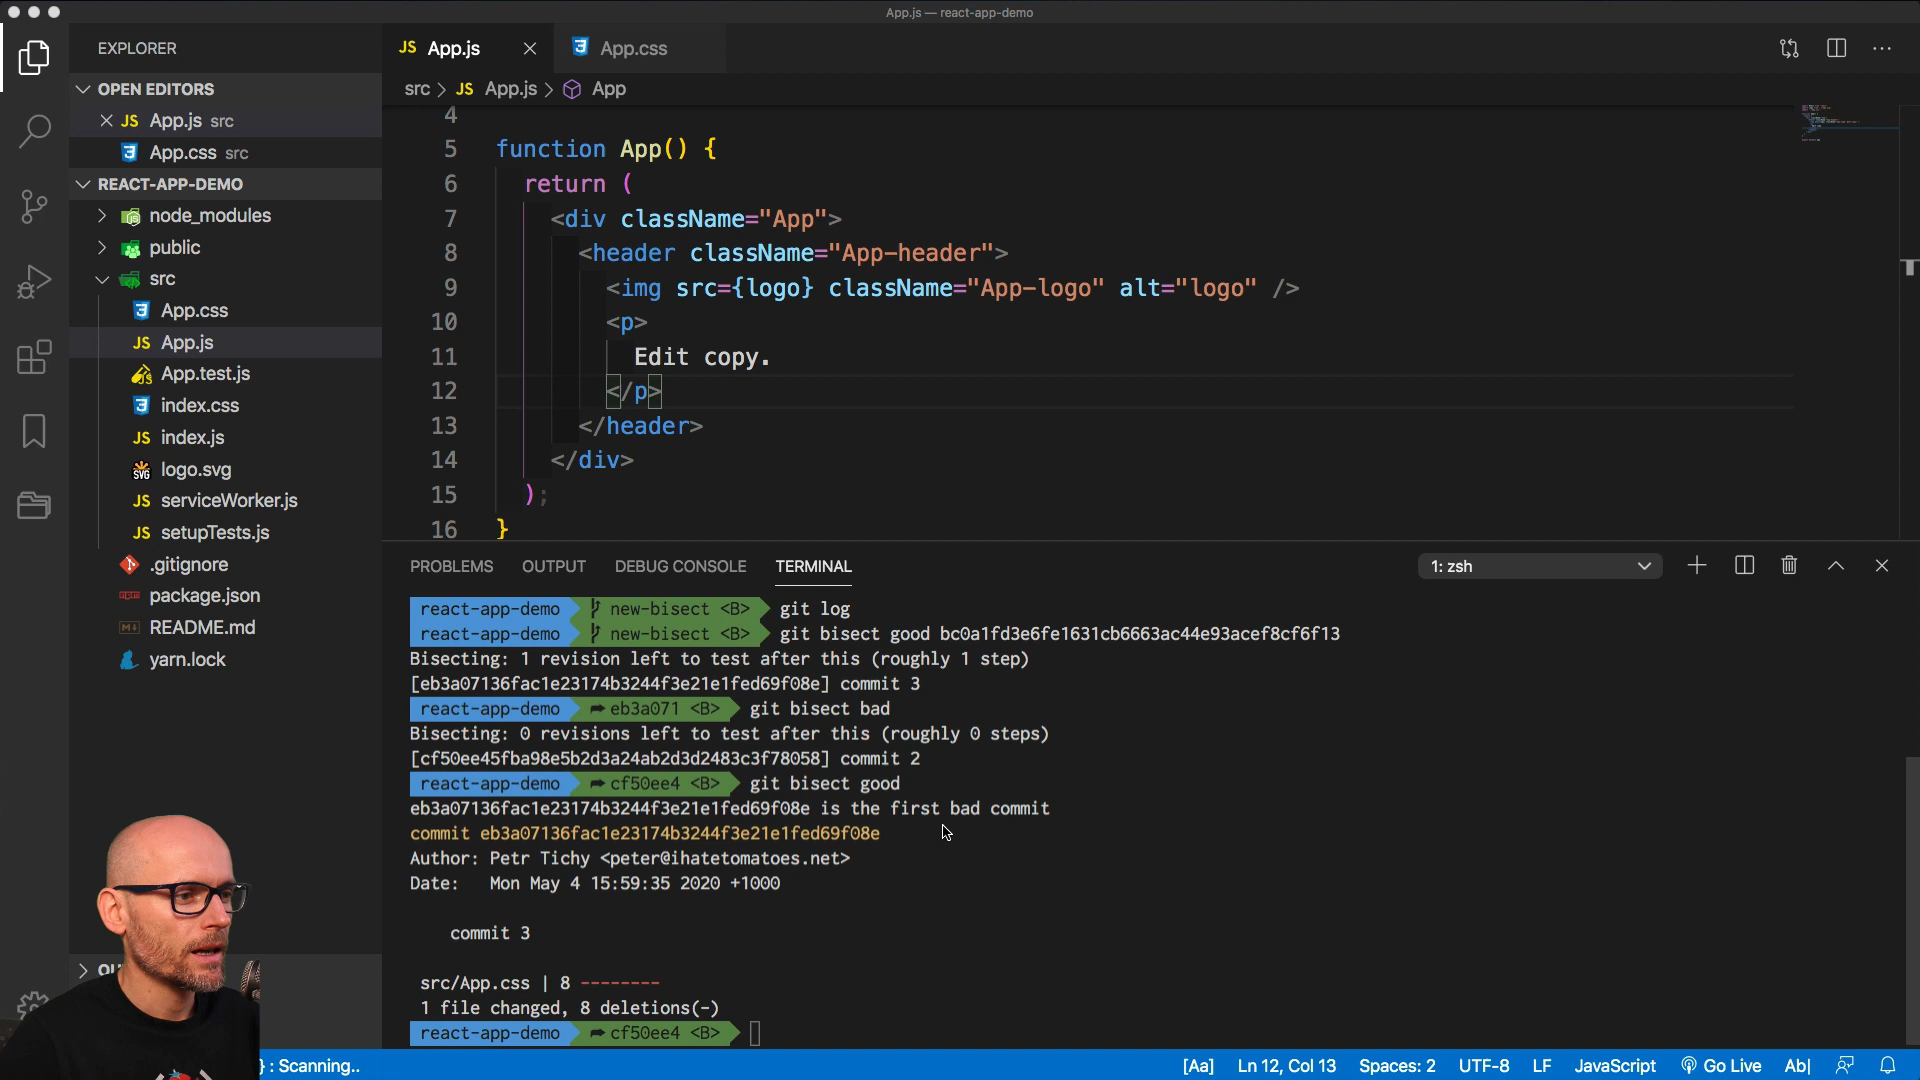 App.js — react-app-demo
EXPLORER
OPEN EDITORS
JS App.js src
App.css src
REACT-APP-DEMO
node_modules
public
src
App.css
JS App.js
App.test.js
index.css
JS index.js
SVG logo.svg
JS serviceWorker.js
JS setupTests.js
.gitignore
package.json
README.md
yarn.lock
JS App.js
App.css
src > JS App.js > App
4
5 function App() {
6 return (
7 <div className="App">
8 <header className="App-header">
9 <img src={logo} className="App-logo" alt="logo" />
10 <p>
11 Edit copy.
12 </p>
13 </header>
14 </div>
15 );
16 }
PROBLEMS OUTPUT DEBUG CONSOLE TERMINAL 1: zsh
react-app-demo new-bisect <B> git log
react-app-demo new-bisect <B> git bisect good bc0a1fd3e6fe1631cb6663ac44e93acef8cf6f13
Bisecting: 1 revision left to test after this (roughly 1 step)
[eb3a07136fac1e23174b3244f3e21e1fed69f08e] commit 3
react-app-demo ➦ eb3a071 <B> git bisect bad
Bisecting: 0 revisions left to test after this (roughly 0 steps)
[cf50ee45fba98e5b2d3a24ab2d3d2483c3f78058] commit 2
react-app-demo ➦ cf50ee4 <B> git bisect good
eb3a07136fac1e23174b3244f3e21e1fed69f08e is the first bad commit
commit eb3a07136fac1e23174b3244f3e21e1fed69f08e
Author: Petr Tichy <peter@ihatetomatoes.net>
Date: Mon May 4 15:59:35 2020 +1000
commit 3
src/App.css | 8 --------
1 file changed, 8 deletions(-)
react-app-demo ➦ cf50ee4 <B>
} : Scanning..
[Aa] Ln 12, Col 13 Spaces: 2 UTF-8 LF JavaScript Go Live Ab|